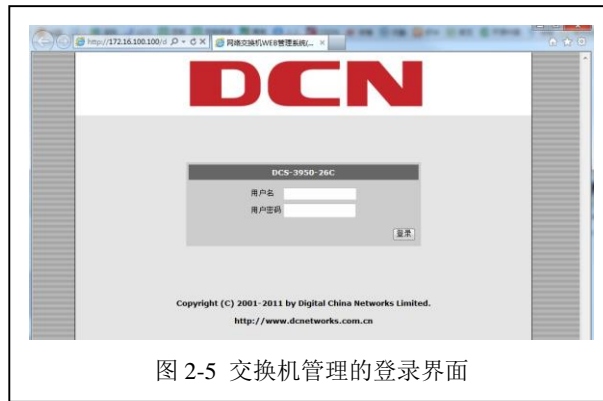 http://172.16.100.100/d
网络交换机WEB管理系统(...
DCN
DCS-3950-26C
用户名
用户密码
登录
Copyright (C) 2001-2011 by Digital China Networks Limited.
http://www.dcnetworks.com.cn
图 2-5 交换机管理的登录界面